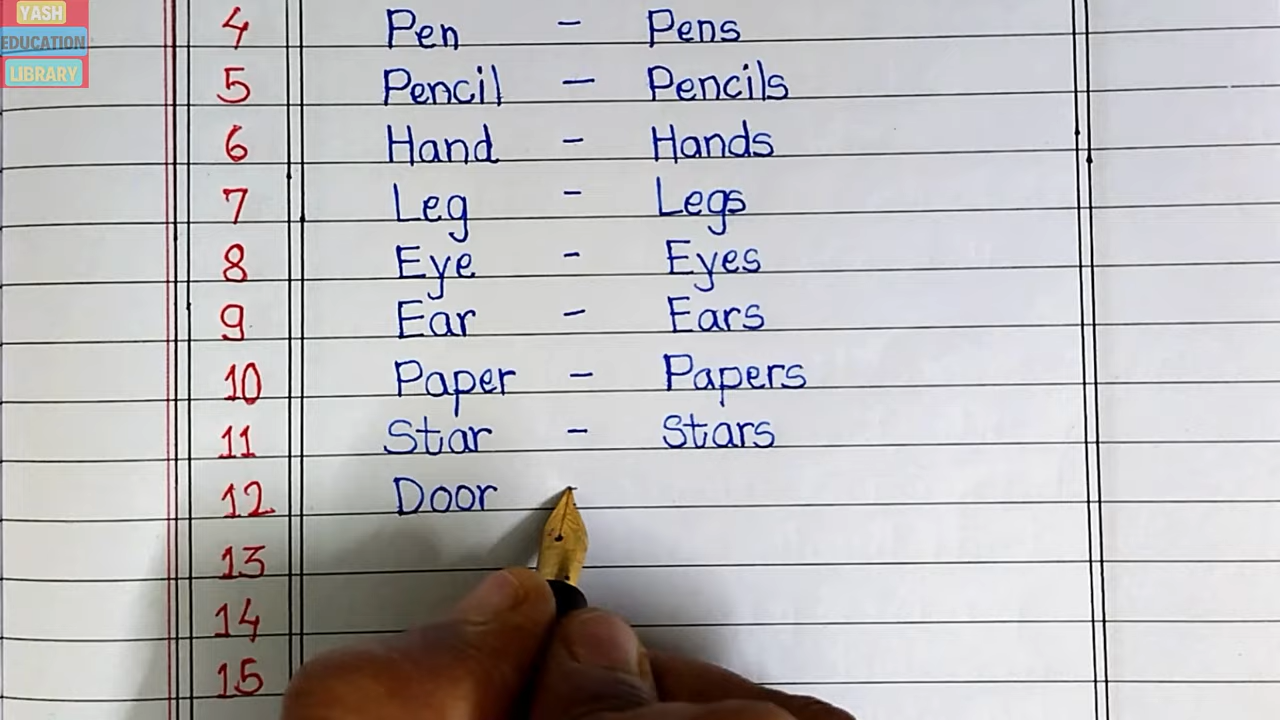 YASH
EDUCATION
LIBRARY
4 Pen - Pens
5 Pencil - Pencils
6 Hand - Hands
7 Leg - Legs
8 Eye - Eyes
9 Ear - Ears
10 Paper - Papers
11 Star - Stars
12 Door -
13
14
15